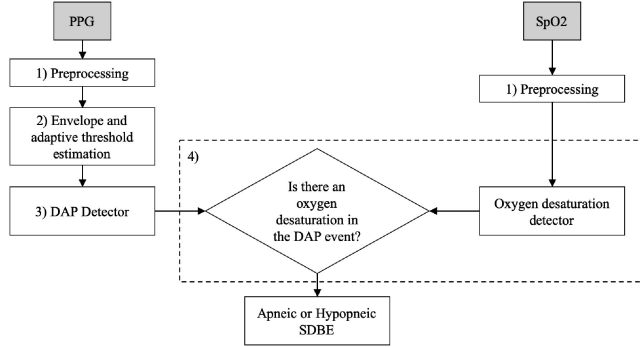 PPG
SpO2
1) Preprocessing
1) Preprocessing
2) Envelope and
adaptive threshold
estimation
4)
3) DAP Detector
Is there an
oxygen
desaturation in
the DAP event?
Oxygen desaturation
detector
Apneic or Hypopneic
SDBE